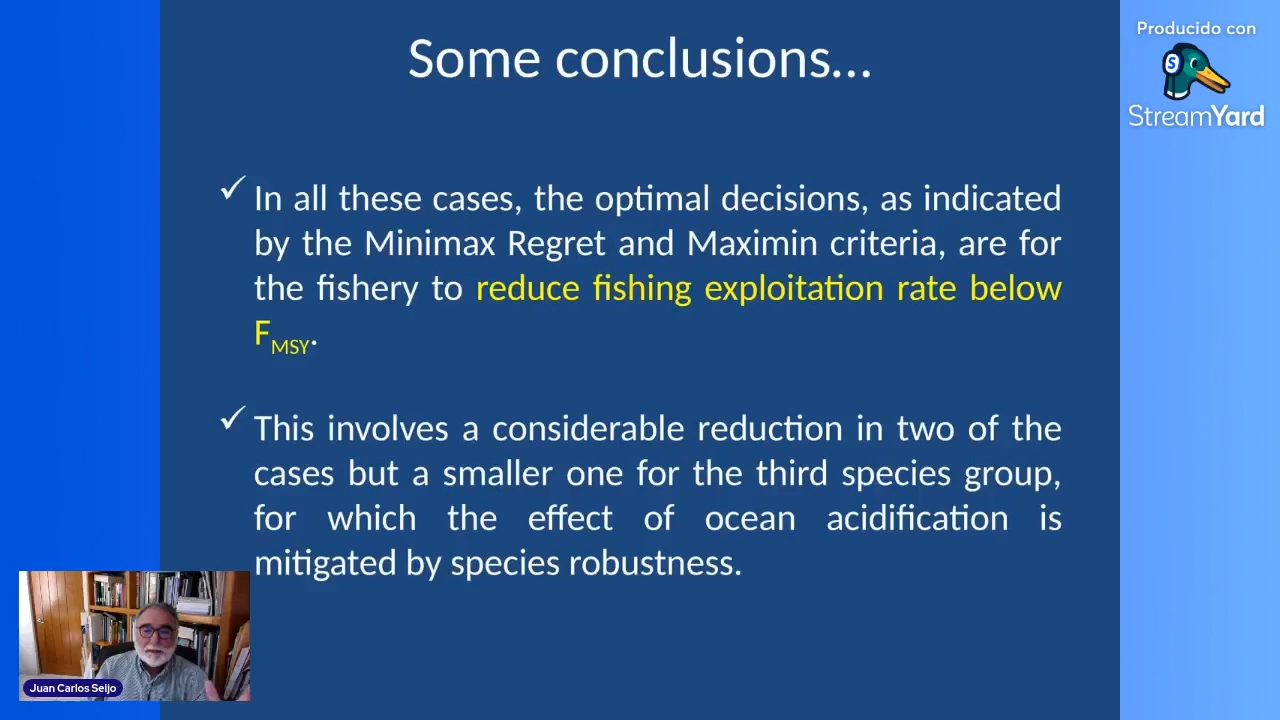 Some conclusions...
Producido con
S
StreamYard
✓ In all these cases, the optimal decisions, as indicated
by the Minimax Regret and Maximin criteria, are for
the fishery to reduce fishing exploitation rate below
FMSY.
✓ This involves a considerable reduction in two of the
cases but a smaller one for the third species group,
for which the effect of ocean acidification is
mitigated by species robustness.
Juan Carlos Seijo